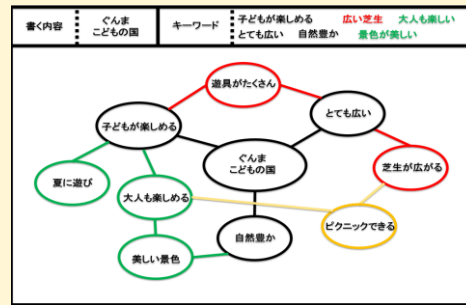 書く内容
ぐんま
こどもの国
キーワード
子どもが楽しめる 広い芝生 大人も楽しい
とても広い 自然豊か 景色が美しい
遊具がたくさん
子どもが楽しめる
とても広い
ぐんま
こどもの国
芝生が広がる
夏に遊び
大人も楽しめる
ピクニックできる
自然豊か
美しい景色